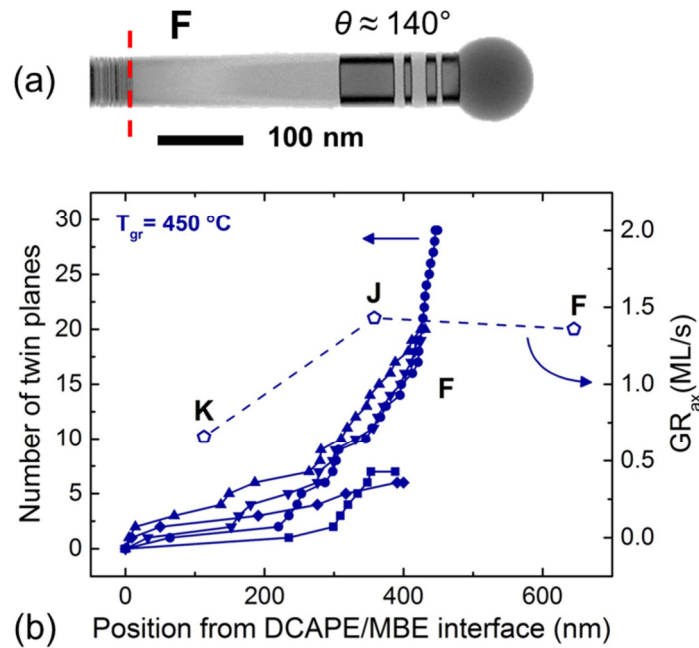 F
θ ≈ 140°
(a)
100 nm
30
25
20
15
10
5
0
Number of twin planes
T_gr = 450 °C
K
J
F
F
2.0
1.5
1.0
0.5
0.0
GR_ax(ML/s)
0
200
400
600
(b)
Position from DCAPE/MBE interface (nm)